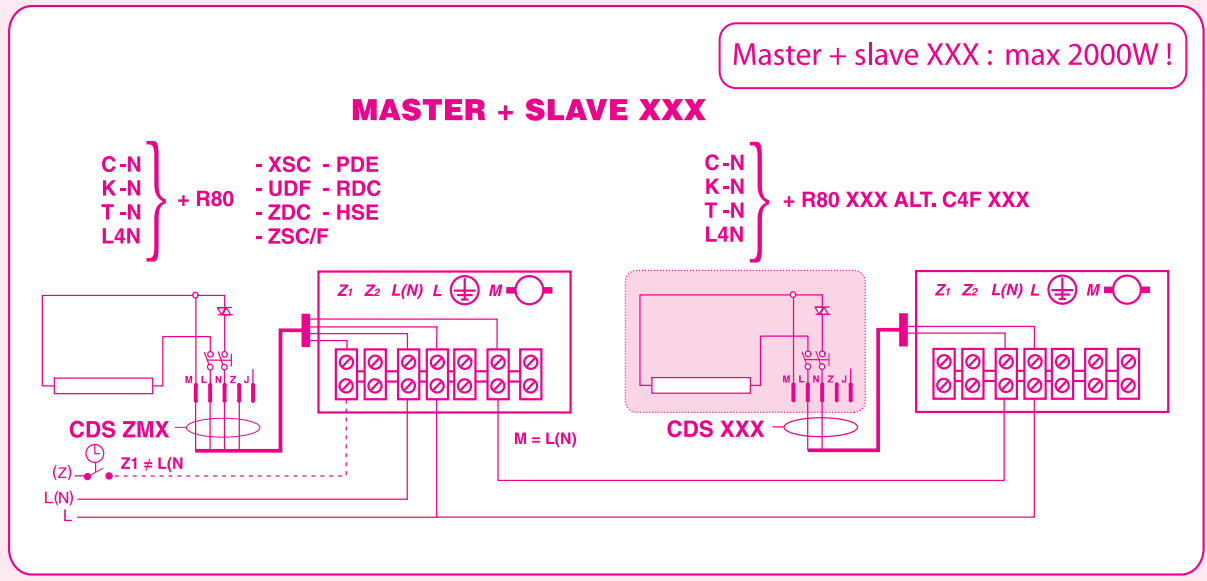 Master + slave XXX : max 2000W !
MASTER + SLAVE XXX
C -N
K -N
T -N
L4N
+ R80
- XSC - PDE
- UDF - RDC
- ZDC - HSE
- ZSC/F
C -N
K -N
T -N
L4N
+ R80 XXX ALT. C4F XXX
Z1 Z2 L(N) L M
M L N Z J
CDS ZMX
M = L(N)
Z1 ≠ L(N
(Z)
L(N)
L
Z1 Z2 L(N) L M
M L N Z J
CDS XXX